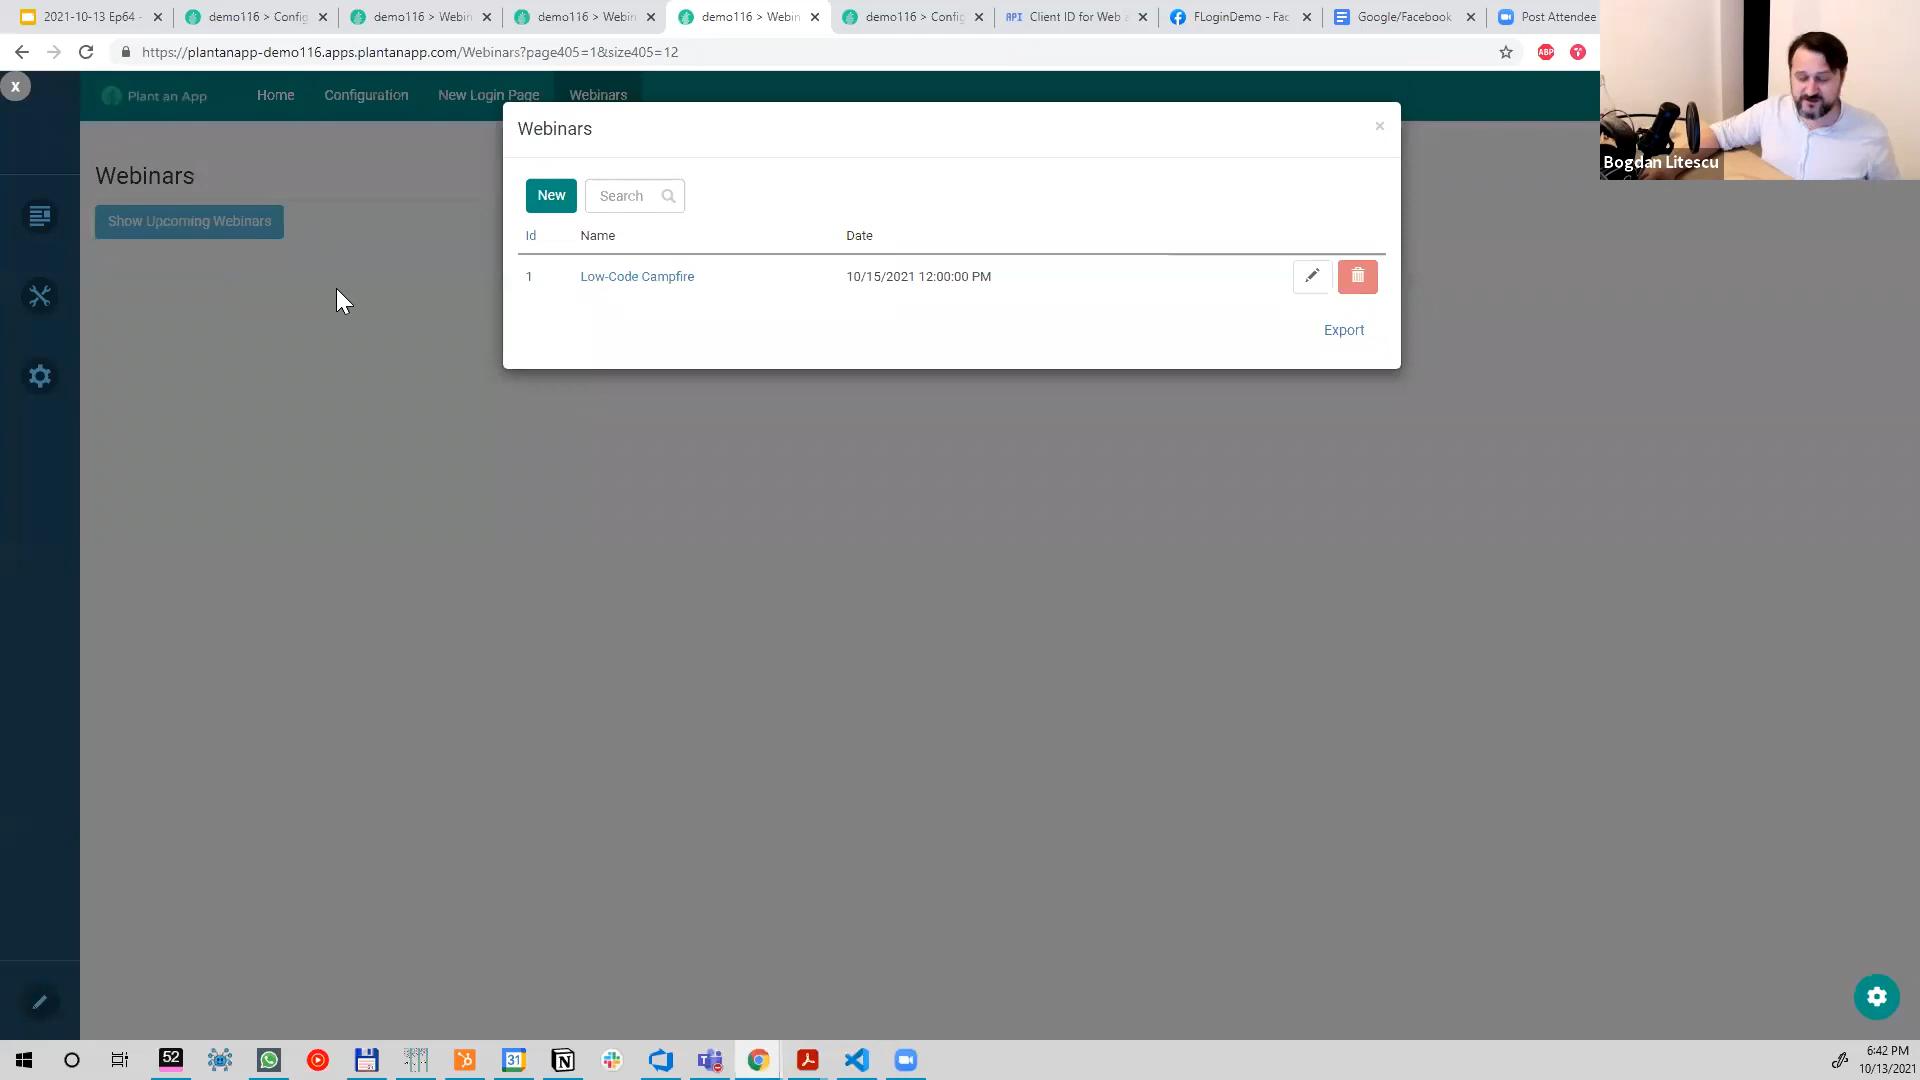 2021-10-13 Ep64 -
demo116 > Config
demo116 > Webin
demo116 > Webin
demo116 > Webin
demo116 > Config
API Client ID for Web
FLoginDemo - Fac
Google/Facebook
Post Attendee
https://plantanapp-demo116.apps.plantanapp.com/Webinars?page405=1&size405=12
ABP
x
Plant an App
Home
Configuration
New Login Page
Webinars
Webinars ×
Webinars
Show Upcoming Webinars
New
Search
Id Name Date
1 Low-Code Campfire 10/15/2021 12:00:00 PM
Export
Bogdan Litescu
52
31
6:42 PM
10/13/2021